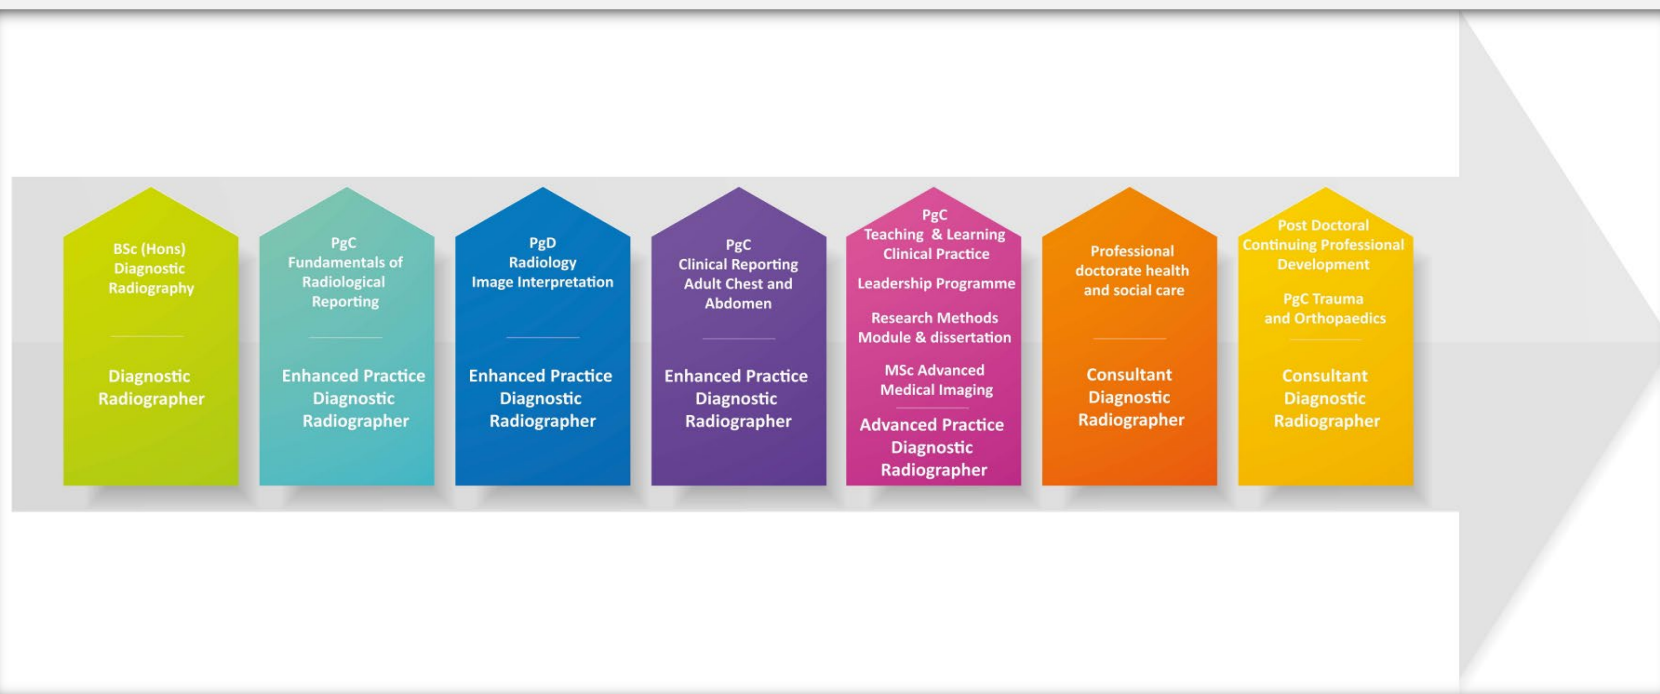 BSc (Hons)
Diagnostic
Radiography
Diagnostic
Radiographer
PgC
Fundamentals of
Radiological
Reporting
Enhanced Practice
Diagnostic
Radiographer
PgD
Radiology
Image Interpretation
Enhanced Practice
Diagnostic
Radiographer
PgC
Clinical Reporting
Adult Chest and
Abdomen
Enhanced Practice
Diagnostic
Radiographer
PgC
Teaching & Learning
Clinical Practice
Leadership Programme
Research Methods
Module & dissertation
MSc Advanced
Medical Imaging
Advanced Practice
Diagnostic
Radiographer
Professional
doctorate health
and social care
Consultant
Diagnostic
Radiographer
Post Doctoral
Continuing Professional
Development
PgC Trauma
and Orthopaedics
Consultant
Diagnostic
Radiographer